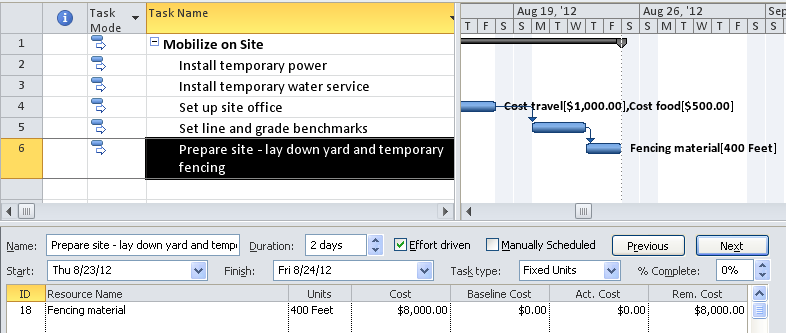 Task Mode Task Name Aug 19, '12 Aug 26, '12 Sep
T F S S M T W T F S S M T W T F S S
1 Mobilize on Site
2 Install temporary power
3 Install temporary water service
4 Set up site office Cost travel[$1,000.00],Cost food[$500.00]
5 Set line and grade benchmarks
6 Prepare site - lay down yard and temporary
fencing Fencing material[400 Feet]
Name: Prepare site - lay down yard and temp Duration: 2 days Effort driven Manually Scheduled Previous Next
Start: Thu 8/23/12 Finish: Fri 8/24/12 Task type: Fixed Units % Complete: 0%
ID Resource Name Units Cost Baseline Cost Act. Cost Rem. Cost
18 Fencing material 400 Feet $8,000.00 $0.00 $0.00 $8,000.00